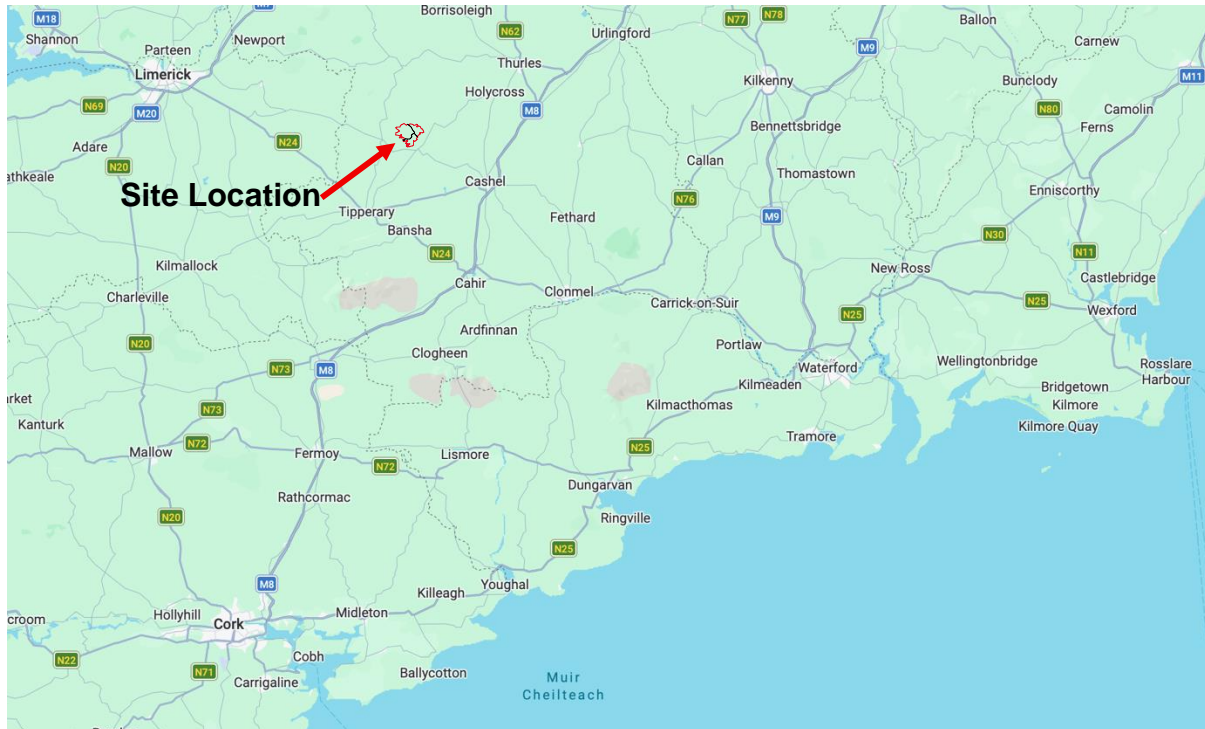 Borrisoleigh
M18
N77
N78
Ballon
Shannon
Newport
N62
Urlingford
Carnew
Parteen
M9
Thurles
Limerick
Kilkenny
Bunclody
M11
Holycross
N69
M20
M8
N80
Camolin
Bennettsbridge
Ferns
N24
Adare
N20
Callan
Thomastown
athkeale
Cashel
Site Location
Enniscorthy
N76
Tipperary
Fethard
M9
Bansha
N30
N24
N11
Kilmallock
New Ross
Castlebridge
Cahir
Clonmel
Charleville
Carrick-on-Suir
N25
N25
Wexford
Ardfinnan
N20
Portlaw
Clogheen
Wellingtonbridge
Rosslare
Harbour
N73
M8
Waterford
Kilmeaden
Bridgetown
rket
Kilmacthomas
Kilmore
N73
Kanturk
Kilmore Quay
N72
Tramore
Mallow
Fermoy
Lismore
N25
N72
Dungarvan
Rathcormac
N20
Ringville
N25
M8
Youghal
Killeagh
Hollyhill
Midleton
croom
Cork
Cobh
N22
N71
Ballycotton
Carrigaline
Muir
Cheilteach